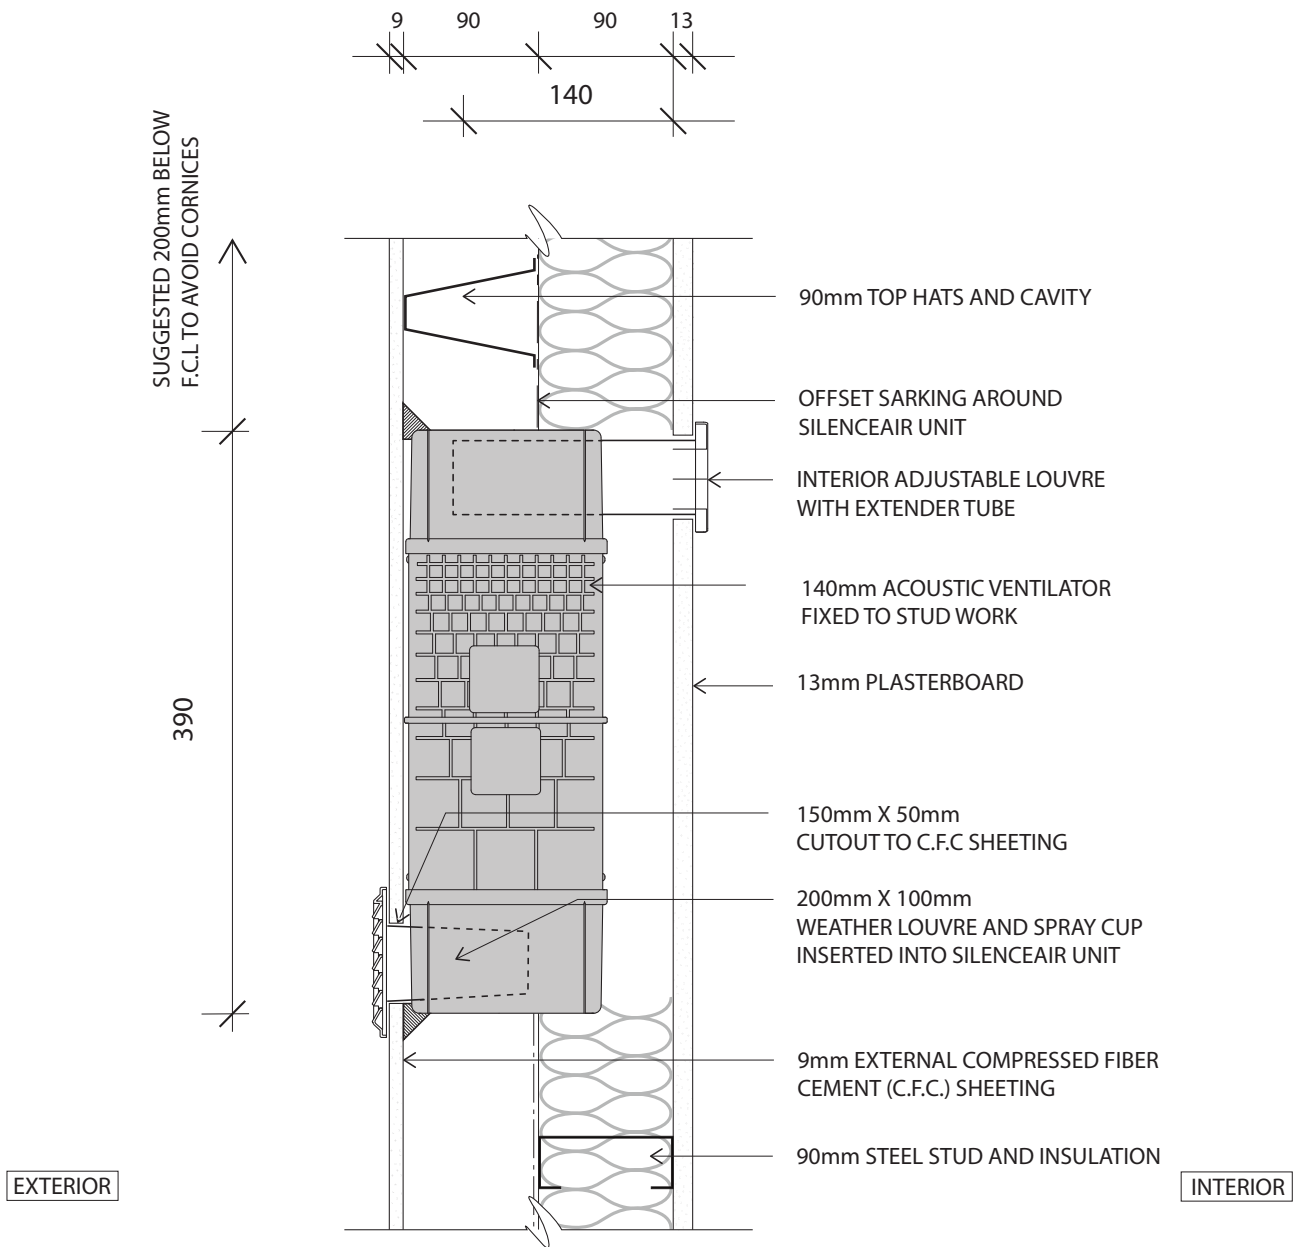 9 90 90 13
140
SUGGESTED 200mm BELOW
F.C.L TO AVOID CORNICES
90mm TOP HATS AND CAVITY
OFFSET SARKING AROUND
SILENCEAIR UNIT
INTERIOR ADJUSTABLE LOUVRE
WITH EXTENDER TUBE
140mm ACOUSTIC VENTILATOR
FIXED TO STUD WORK
13mm PLASTERBOARD
390
150mm X 50mm
CUTOUT TO C.F.C SHEETING
200mm X 100mm
WEATHER LOUVRE AND SPRAY CUP
INSERTED INTO SILENCEAIR UNIT
9mm EXTERNAL COMPRESSED FIBER
CEMENT (C.F.C.) SHEETING
90mm STEEL STUD AND INSULATION
EXTERIOR
INTERIOR